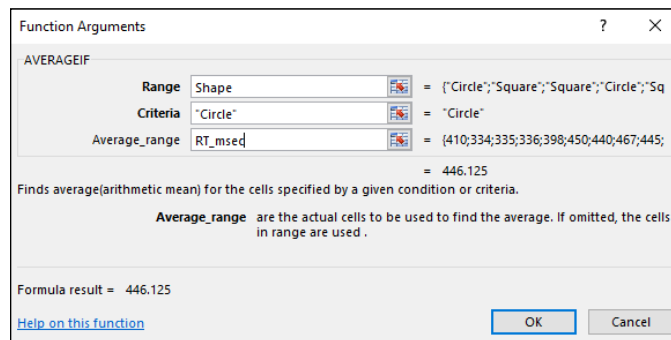 Function Arguments ? X
AVERAGEIF
Range Shape = {"Circle";"Square";"Square";"Circle";"Sq
Criteria "Circle" = "Circle"
Average_range RT_msec = {410;334;335;336;398;450;440;467;445;
= 446.125
Finds average(arithmetic mean) for the cells specified by a given condition or criteria.
Average_range are the actual cells to be used to find the average. If omitted, the cells
in range are used .
Formula result = 446.125
Help on this function OK Cancel